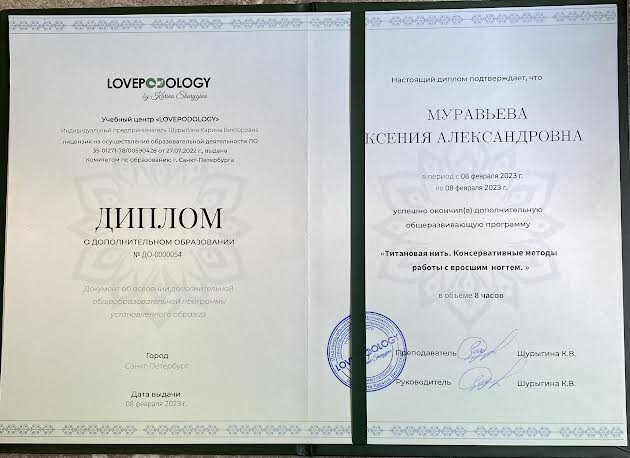 LOVEPODOLOGY
by Karina Shurygina
Учебный центр «LOVEPODOLOGY»
Индивидуальный предприниматель Шурыгина Карина Викторовна
лицензия на осуществление образовательной деятельности ЛО
35-01271-78/00590428 от 27.07.2022 г., выдана
Комитетом по образованию г. Санкт-Петербурга
ДИПЛОМ
О ДОПОЛНИТЕЛЬНОМ ОБРАЗОВАНИИ
№ ДО-0000054
Документ об освоении дополнительной
общеобразовательной программы
установленного образца
Город
Санкт-Петербург
Дата выдачи
08 февраля 2023 г.
Настоящий диплом подтверждает, что
МУРАВЬЕВА
КСЕНИЯ АЛЕКСАНДРОВНА
в период с 08 февраля 2023 г.
по 08 февраля 2023 г.
успешно окончил(а) дополнительную
общеразвивающую программу
«Титановая нить. Консервативные методы
работы с вросшим ногтем. »
в объеме 8 часов
Преподаватель Шурыгина К.В.
Руководитель Шурыгина К.В.
LOVEPODOLOGY